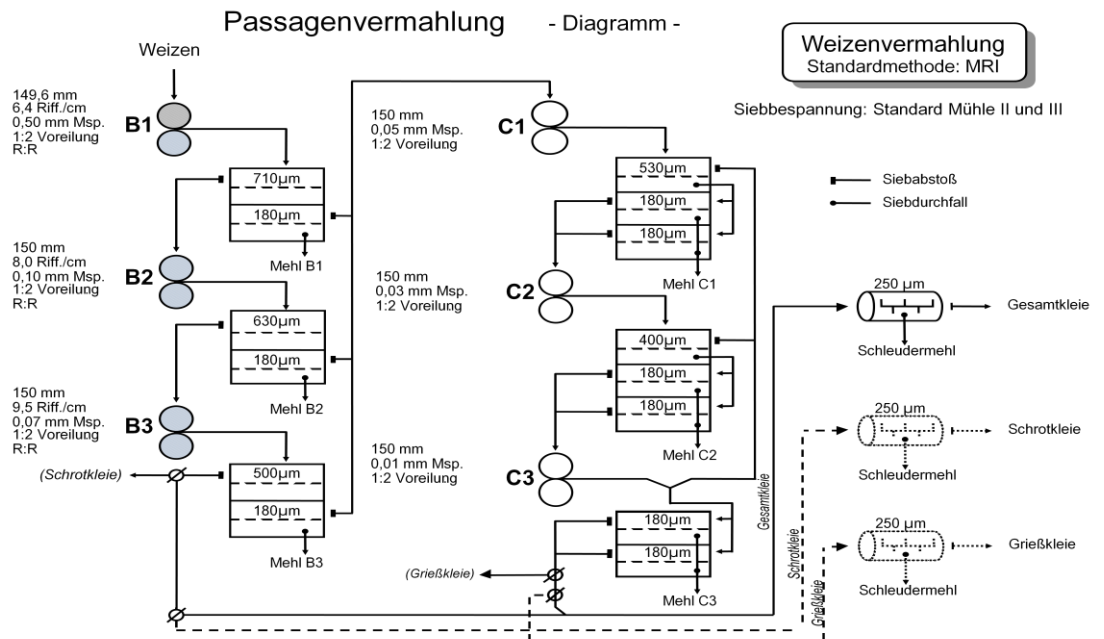 Passagenvermahlung - Diagramm -
Weizenvermahlung
Standardmethode: MRI
Siebbespannung: Standard Mühle II und III
Siebabstoß
Siebdurchfall
Weizen
149,6 mm
6,4 Riff./cm
0,50 mm Msp.
1:2 Voreilung
R:R
B1
710µm
180µm
Mehl B1
150 mm
8,0 Riff./cm
0,10 mm Msp.
1:2 Voreilung
R:R
B2
630µm
180µm
Mehl B2
150 mm
9,5 Riff./cm
0,07 mm Msp.
1:2 Voreilung
R:R
B3
(Schrotkleie)
500µm
180µm
Mehl B3
150 mm
0,05 mm Msp.
1:2 Voreilung
C1
530µm
180µm
180µm
Mehl C1
150 mm
0,03 mm Msp.
1:2 Voreilung
C2
400µm
180µm
180µm
Mehl C2
150 mm
0,01 mm Msp.
1:2 Voreilung
C3
180µm
180µm
(Grießkleie)
Mehl C3
Gesamtkleie
Schrotkleie
Grießkleie
250 µm
Gesamtkleie
Schleudermehl
250 µm
Schrotkleie
Schleudermehl
250 µm
Grießkleie
Schleudermehl